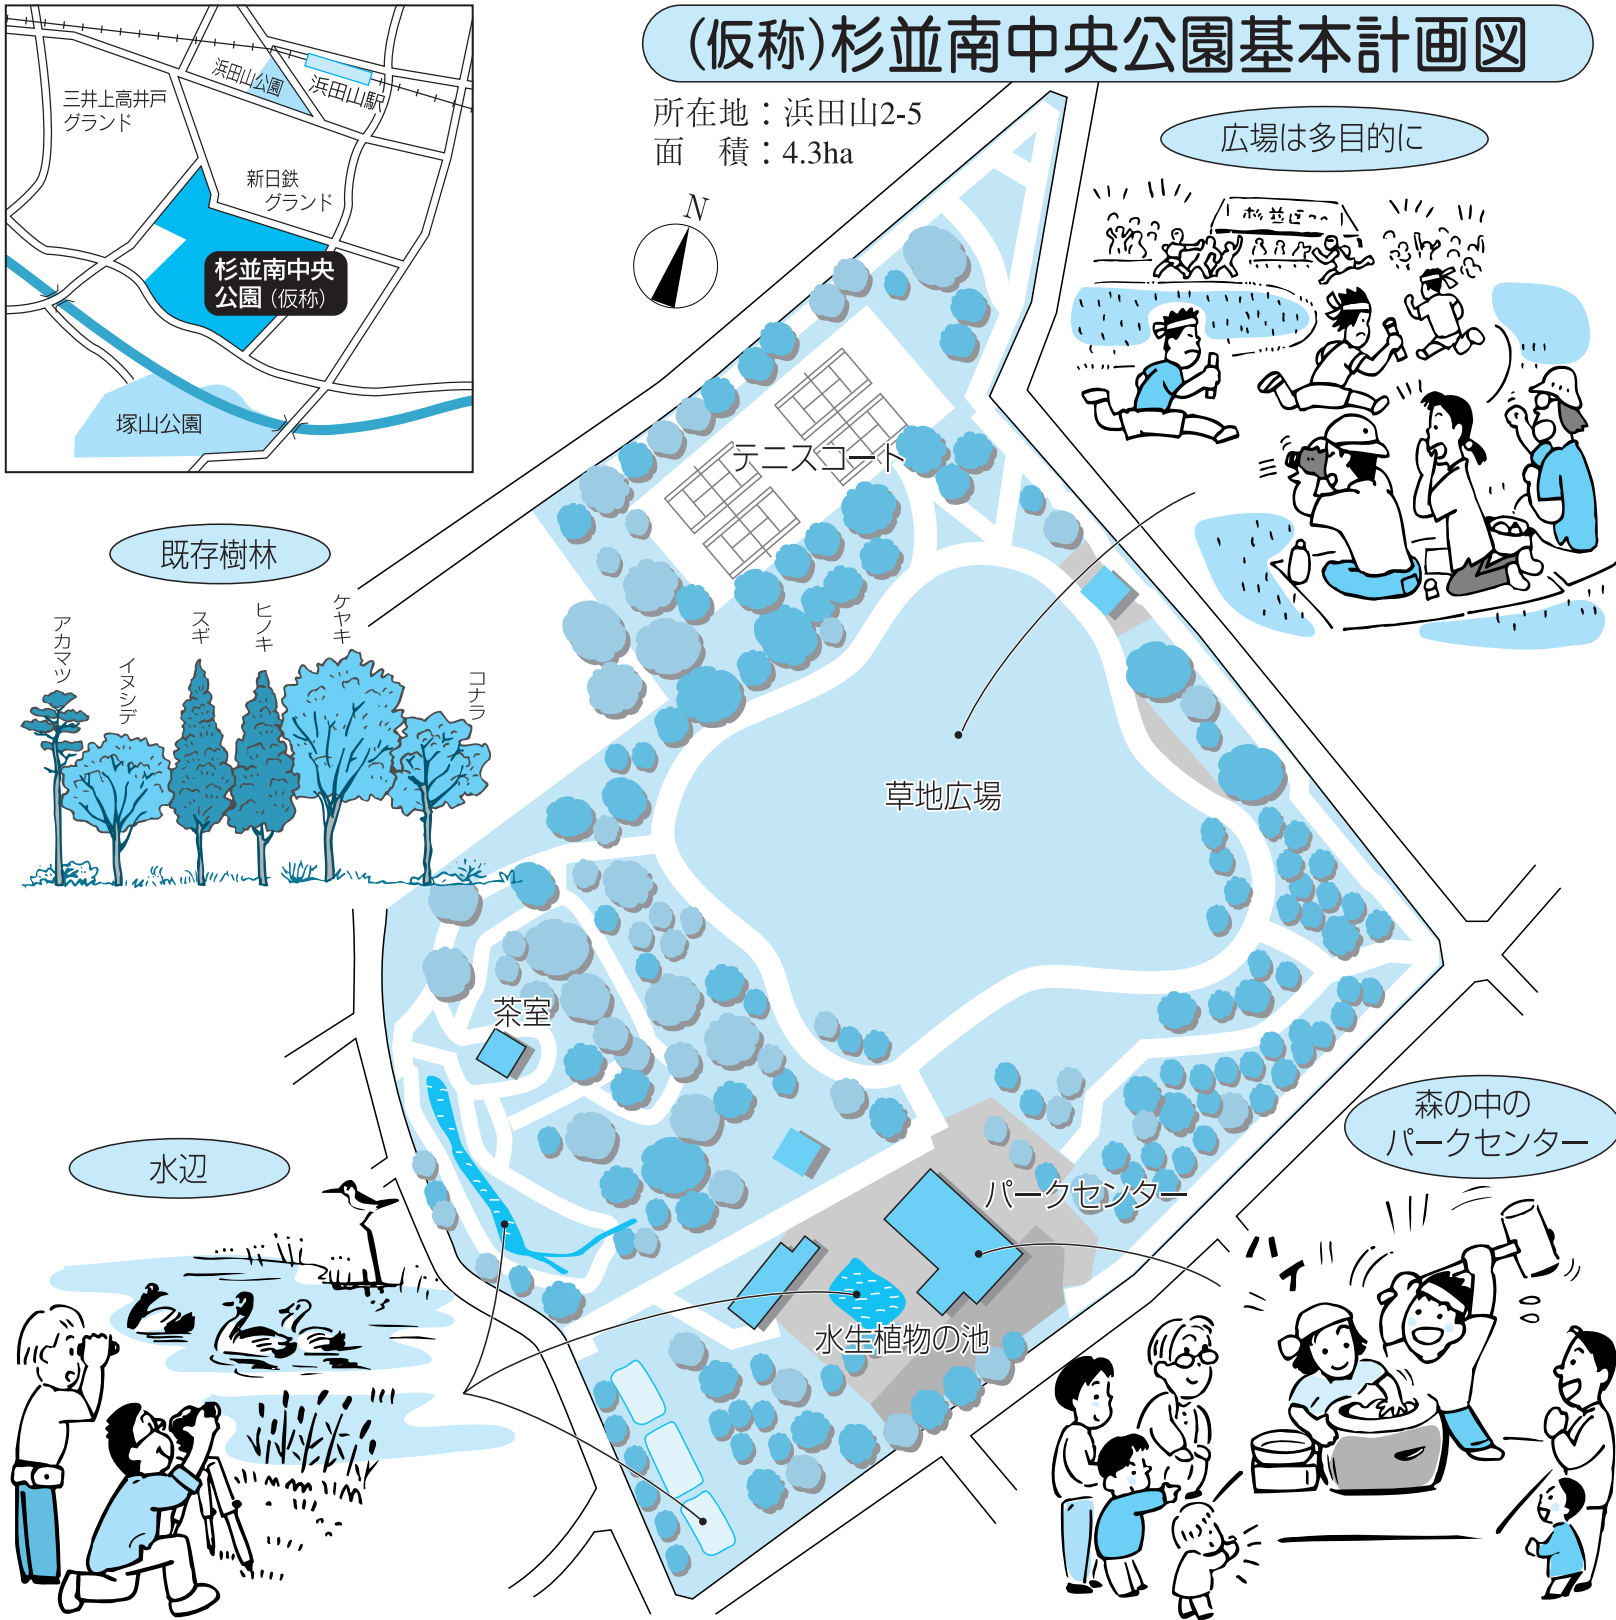 (仮称)杉並南中央公園基本計画図
所在地：浜田山2-5
面　積：4.3ha
N
浜田山公園
浜田山駅
三井上高井戸
グランド
新日鉄
グランド
杉並南中央
公園（仮称）
塚山公園
広場は多目的に
テニスコート
既存樹林
アカマツ
イヌシデ
スギ
ヒノキ
ケヤキ
コナラ
草地広場
茶室
水辺
森の中の
パークセンター
パークセンター
水生植物の池
ハイ